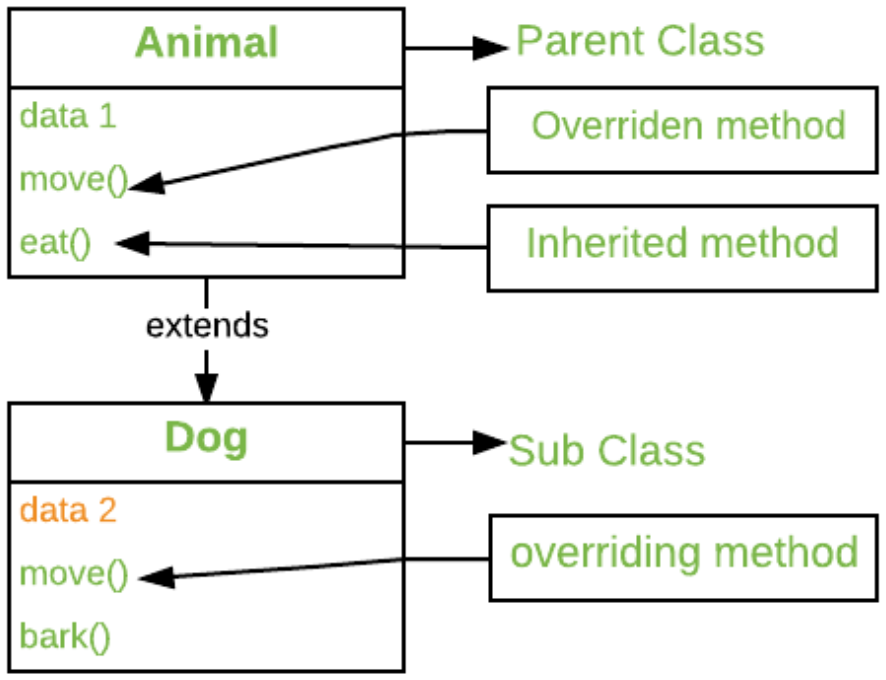 Animal
Parent Class
data 1
Overriden method
move()
eat()
Inherited method
extends
Dog
Sub Class
data 2
move()
overriding method
bark()